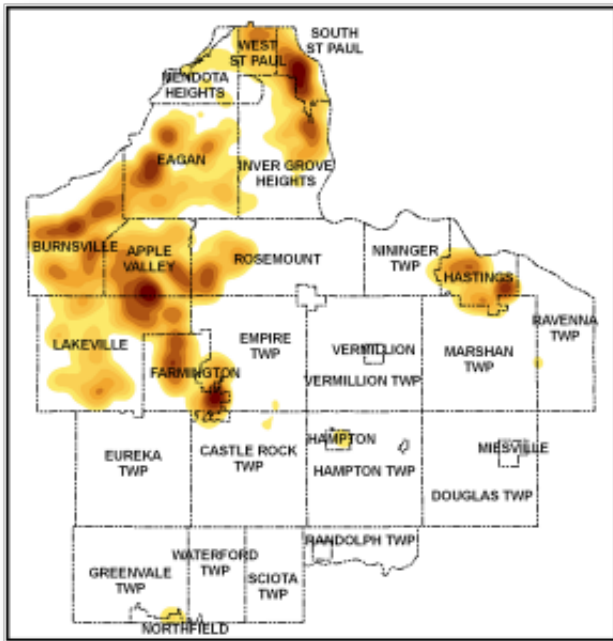 SOUTH
ST PAUL
WEST
ST PAUL
MENDOTA
HEIGHTS
EAGAN
INVER GROVE
HEIGHTS
BURNSVILLE
APPLE
VALLEY
ROSEMOUNT
NININGER
TWP
HASTINGS
RAVENNA
TWP
LAKEVILLE
EMPIRE
TWP
VERMILLION
VERMILLION TWP
MARSHAN
TWP
FARMINGTON
EUREKA
TWP
CASTLE ROCK
TWP
HAMPTON
HAMPTON TWP
MIESVILLE
DOUGLAS TWP
RANDOLPH TWP
WATERFORD
TWP
GREENVALE
TWP
SCIOTA
TWP
NORTHFIELD